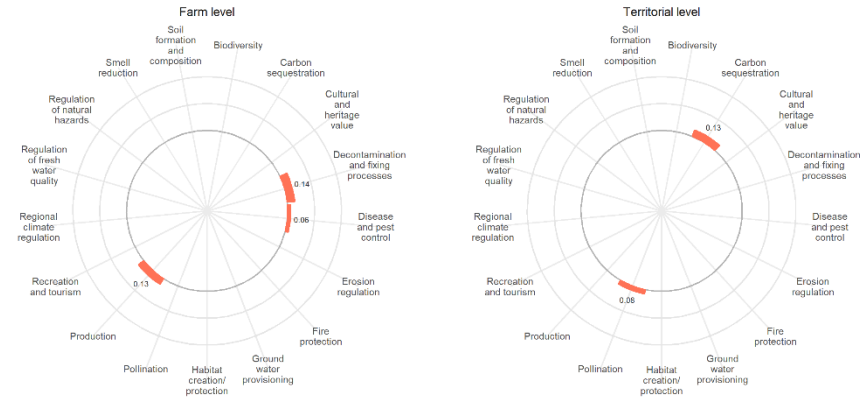 Farm level
Soil
formation
and
composition
Biodiversity
Smell
reduction
Carbon
sequestration
Regulation
of natural
hazards
Cultural
and
heritage
value
Regulation
of fresh
water
quality
Decontamination
and fixing
processes
0.14
Regional
climate
regulation
0.06
Disease
and pest
control
Recreation
and tourism
0.13
Erosion
regulation
Production
Fire
protection
Pollination
Habitat
creation/
protection
Ground
water
provisioning
Territorial level
Soil
formation
and
composition
Biodiversity
Smell
reduction
Carbon
sequestration
Regulation
of natural
hazards
0.13
Cultural
and
heritage
value
Regulation
of fresh
water
quality
Decontamination
and fixing
processes
Regional
climate
regulation
Disease
and pest
control
Recreation
and tourism
0.08
Erosion
regulation
Production
Fire
protection
Pollination
Habitat
creation/
protection
Ground
water
provisioning